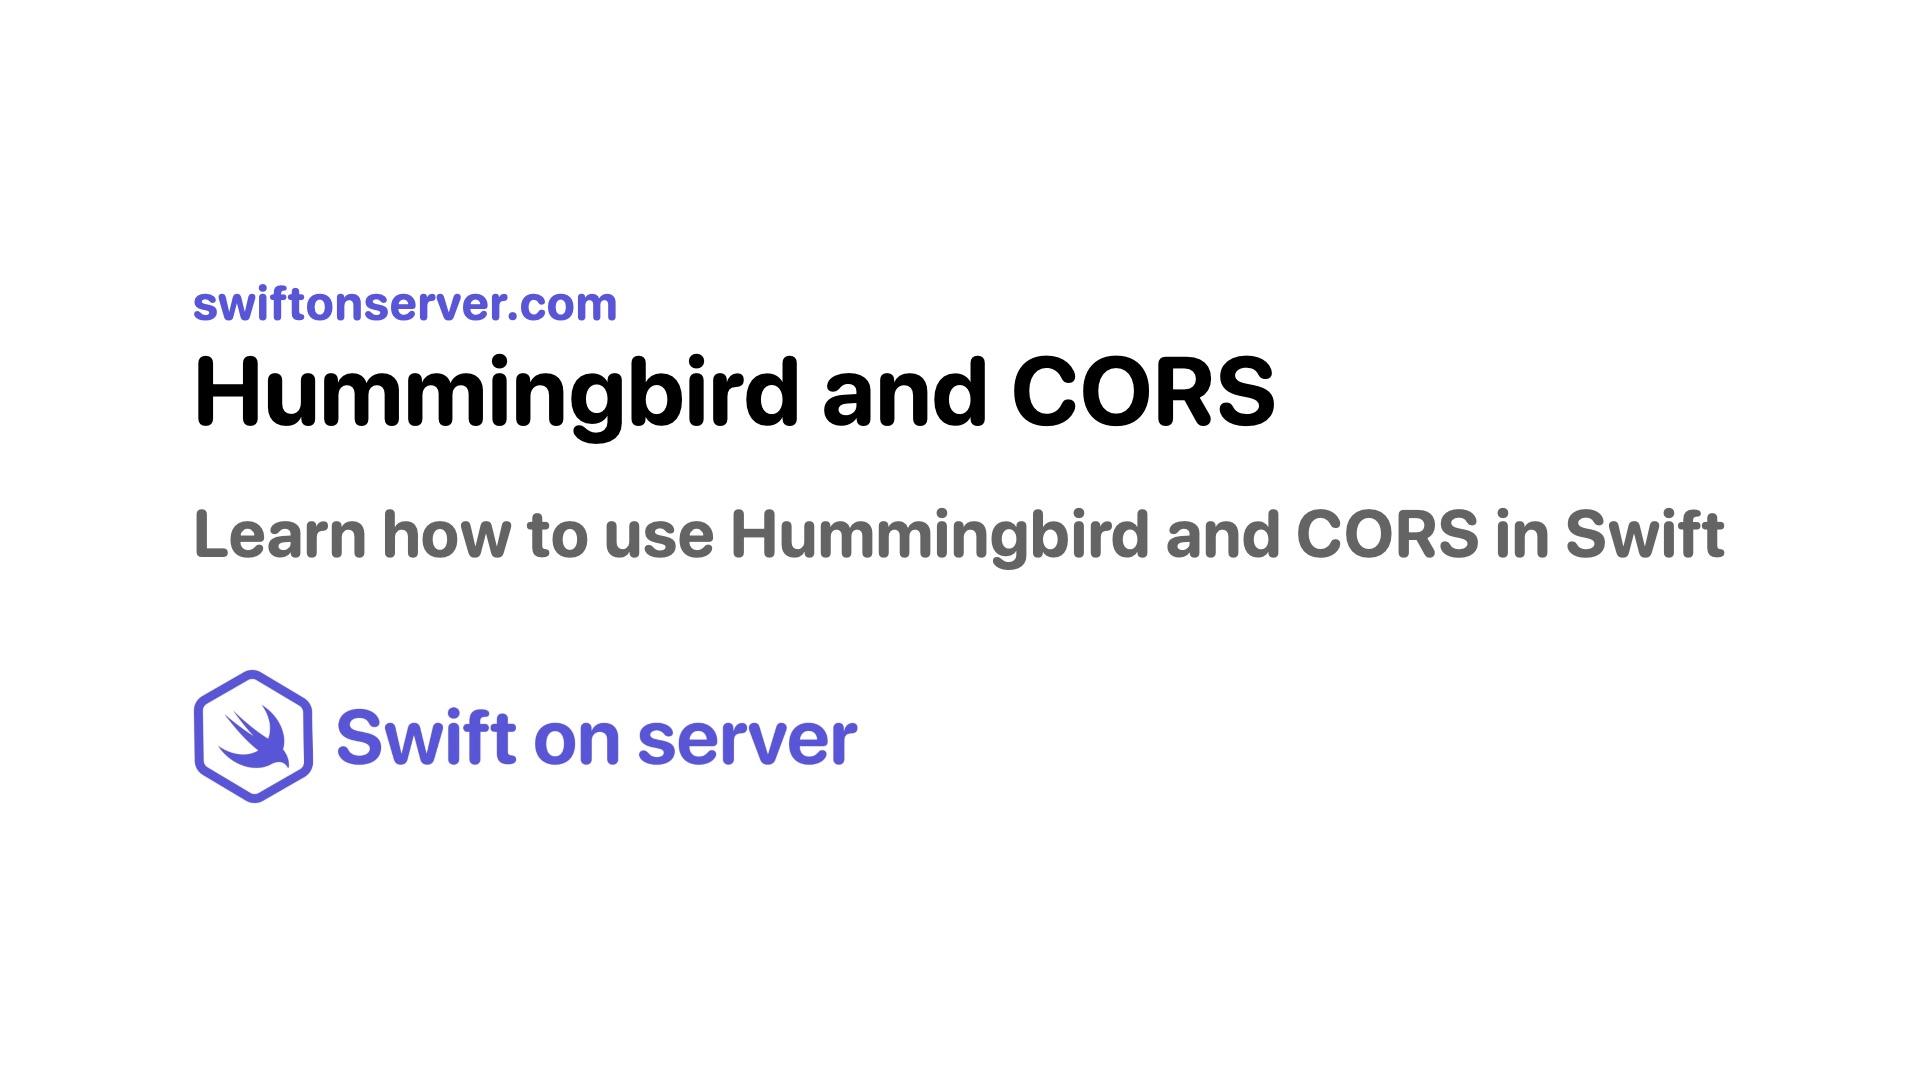 swiftonserver.com
Hummingbird and CORS
Learn how to use Hummingbird and CORS in Swift
Swift on server